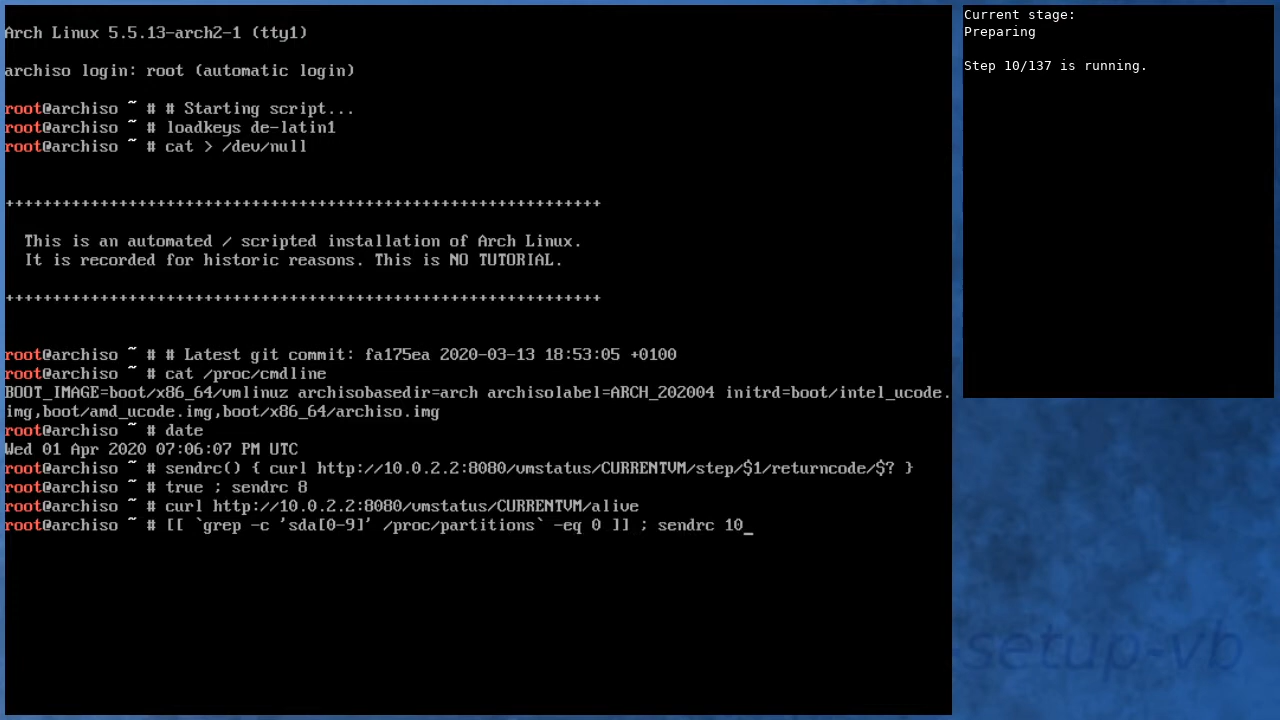 Arch Linux 5.5.13-arch2-1 (tty1)
archiso login: root (automatic login)
root@archiso ~ # # Starting script...
root@archiso ~ # loadkeys de-latin1
root@archiso ~ # cat > /dev/null
+++++++++++++++++++++++++++++++++++++++++++++++++++++++++++++++
This is an automated / scripted installation of Arch Linux.
It is recorded for historic reasons. This is NO TUTORIAL.
+++++++++++++++++++++++++++++++++++++++++++++++++++++++++++++++
root@archiso ~ # # Latest git commit: fa175ea 2020-03-13 18:53:05 +0100
root@archiso ~ # cat /proc/cmdline
BOOT_IMAGE=boot/x86_64/vmlinuz archisobasedir=arch archisolabel=ARCH_202004 initrd=boot/intel_ucode.
img,boot/amd_ucode.img,boot/x86_64/archiso.img
root@archiso ~ # date
Wed 01 Apr 2020 07:06:07 PM UTC
root@archiso ~ # sendrc() { curl http://10.0.2.2:8080/vmstatus/CURRENTVM/step/$1/returncode/$? }
root@archiso ~ # true ; sendrc 8
root@archiso ~ # curl http://10.0.2.2:8080/vmstatus/CURRENTVM/alive
root@archiso ~ # [[ `grep -c 'sda[0-9]' /proc/partitions` -eq 0 ]] ; sendrc 10_
Current stage:
Preparing
Step 10/137 is running.
setup-vb